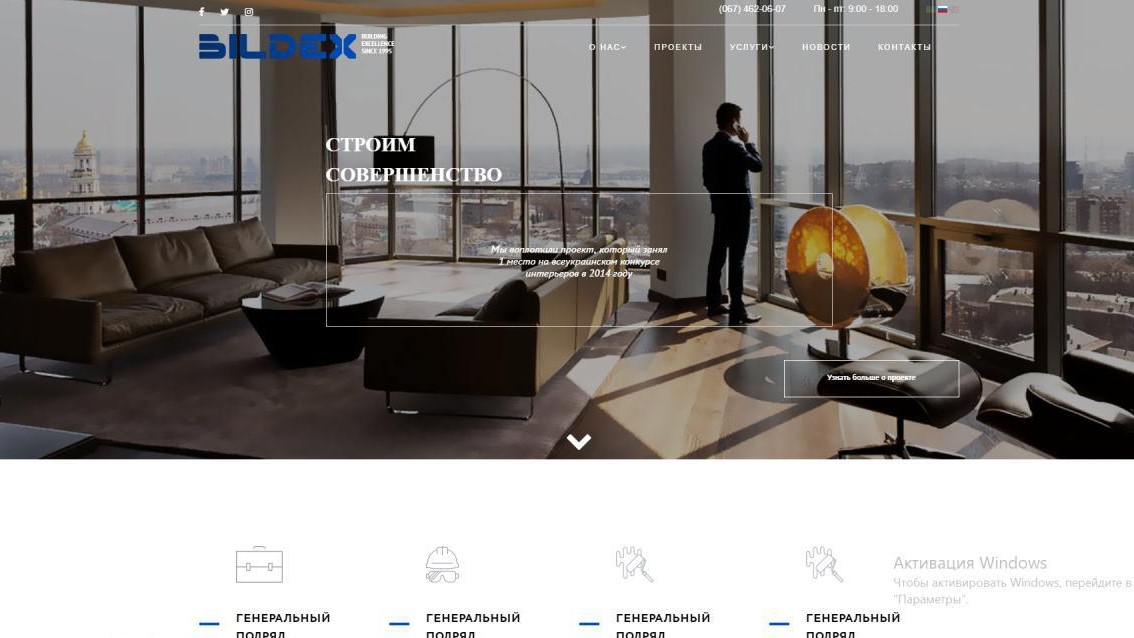 (067) 462-06-07 Пн - пт: 9:00 - 18:00
BILDEX
BUILDING
EXCELLENCE
SINCE 1995
О НАС ПРОЕКТЫ УСЛУГИ НОВОСТИ КОНТАКТЫ
СТРОИМ
СОВЕРШЕНСТВО
Мы воплотили проект, который занял
1 место на всеукраинском конкурсе
интерьеров в 2014 году
Узнать больше о проекте
ГЕНЕРАЛЬНЫЙ
ПОДРЯД
ГЕНЕРАЛЬНЫЙ
ПОДРЯД
ГЕНЕРАЛЬНЫЙ
ПОДРЯД
ГЕНЕРАЛЬНЫЙ
ПОДРЯД
Активация Windows
Чтобы активировать Windows, перейдите в
"Параметры".